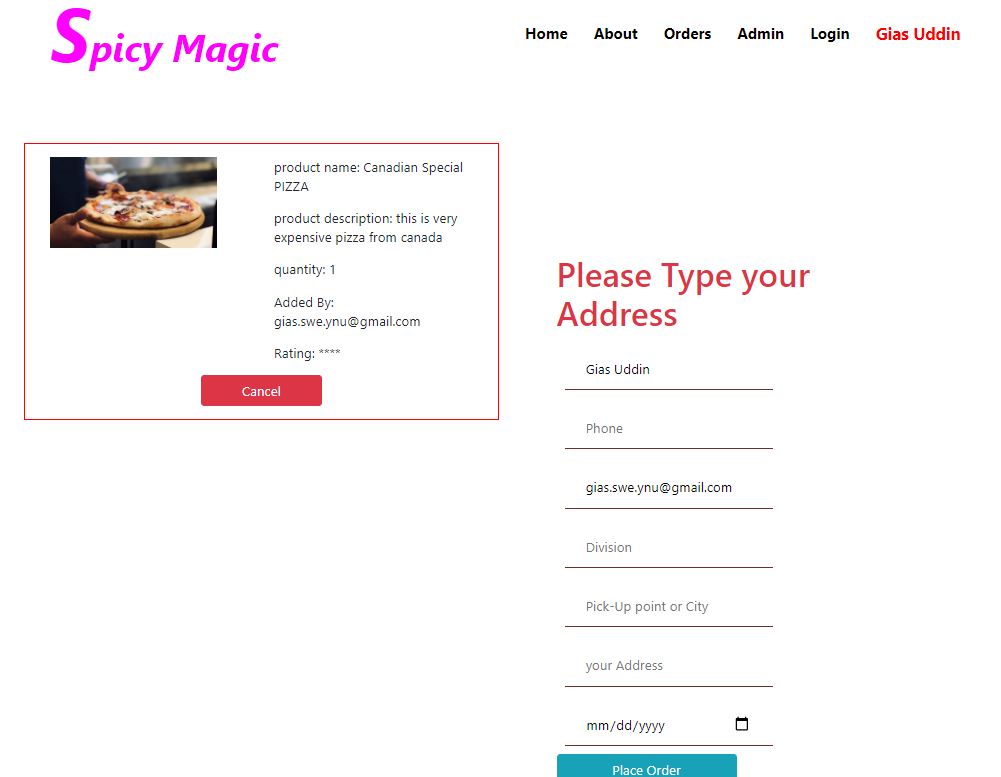 Spicy Magic
Home About Orders Admin Login Gias Uddin
product name: Canadian Special
PIZZA
product description: this is very
expensive pizza from canada
quantity: 1
Added By:
gias.swe.ynu@gmail.com
Rating: ****
Cancel
Please Type your
Address
Gias Uddin
Phone
gias.swe.ynu@gmail.com
Division
Pick-Up point or City
your Address
mm/dd/yyyy
Place Order